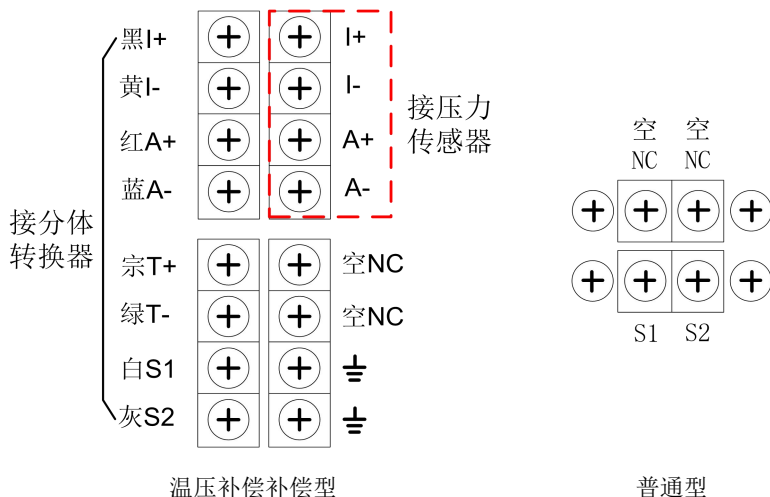 黑I+ I+
黄I- I-
红A+ A+
蓝A- A-
接压力
传感器
接分体
转换器
宗T+ 空NC
绿T- 空NC
白S1
灰S2
温压补偿补偿型
空 空
NC NC
S1 S2
普通型